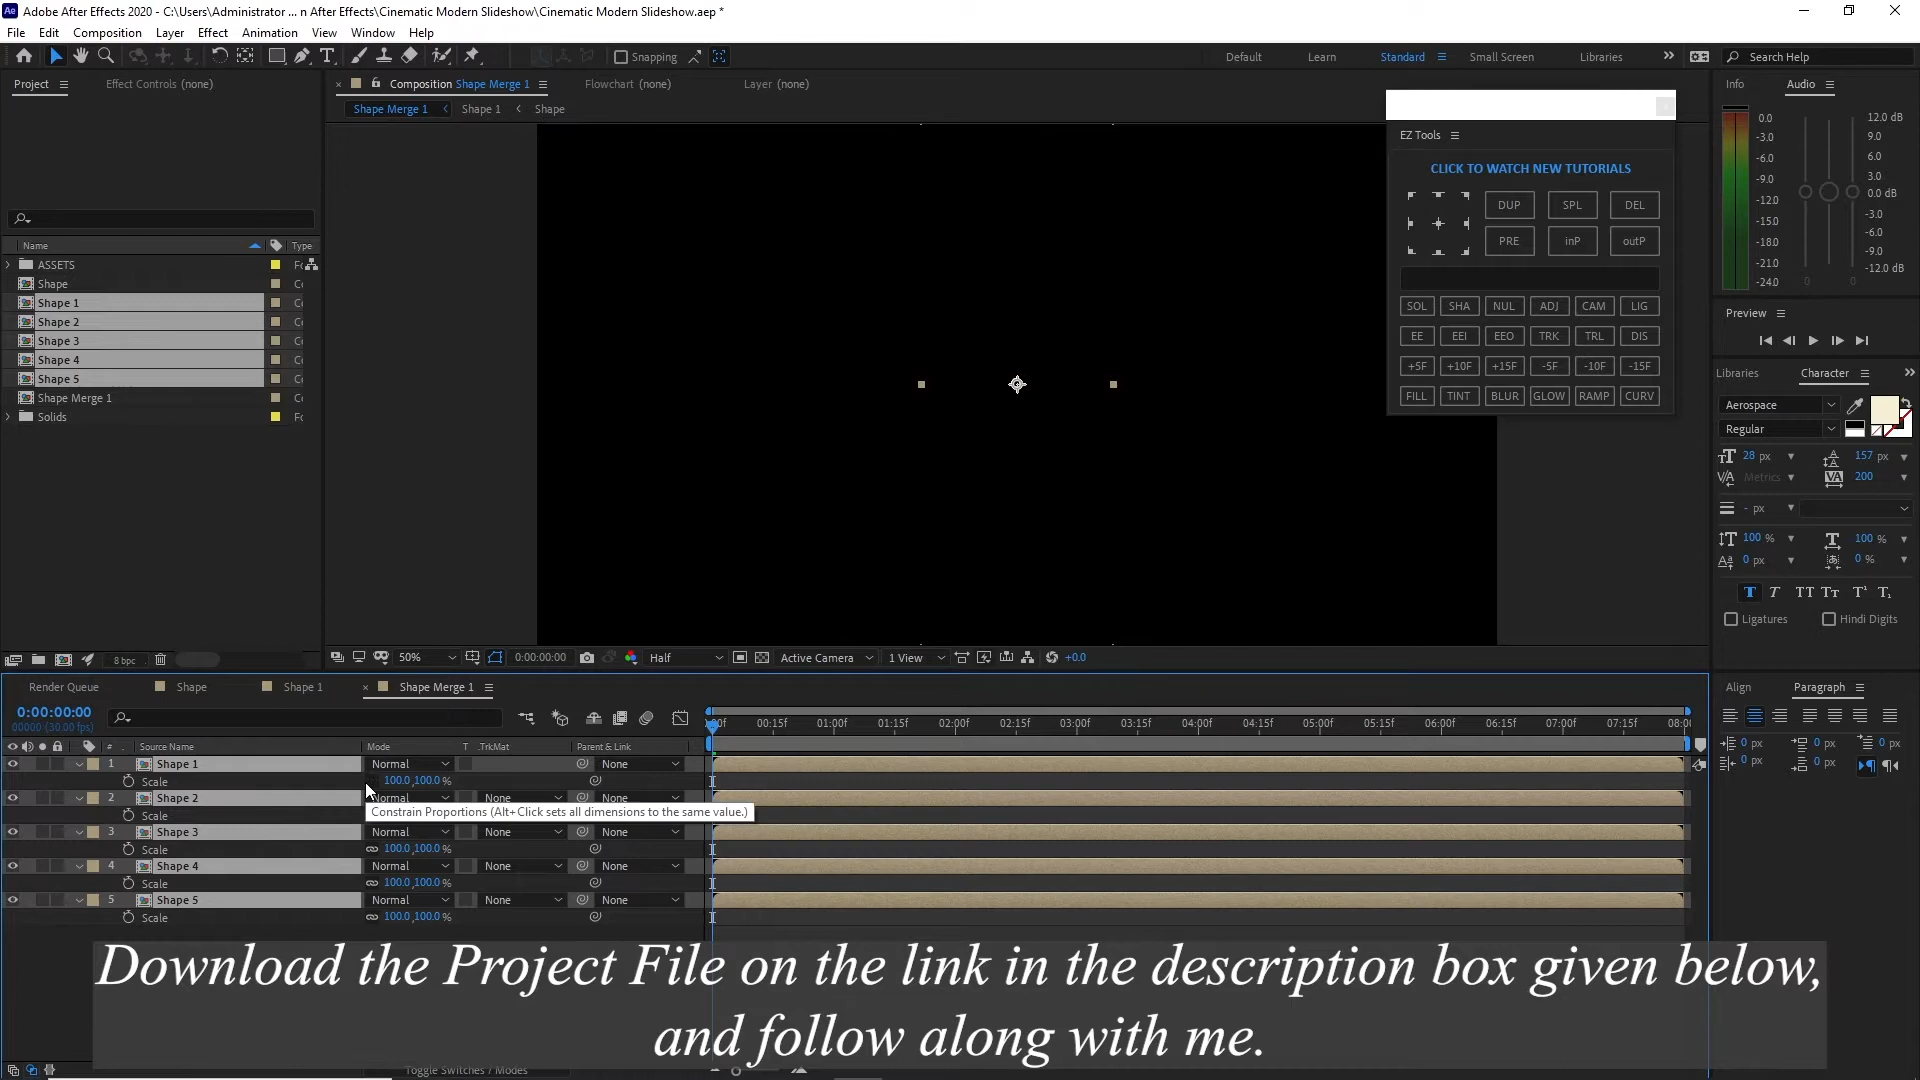 Adobe After Effects 2020 - C:\Users\Administrator ... n After Effects\Cinematic Modern Slideshow\Cinematic Modern Slideshow.aep *
File Edit Composition Layer Effect Animation View Window Help
Snapping Default Learn Standard Small Screen Libraries Search Help
Project Effect Controls (none) Composition Shape Merge 1 Flowchart (none) Layer (none) Info Audio
Shape Merge 1 Shape 1 Shape
0.0 12.0 dB
-3.0 9.0
-6.0 6.0
-9.0 3.0
-12.0 0.0 dB
-15.0 -3.0
-18.0 -6.0
-21.0 -9.0
-24.0 -12.0 dB
0 0
EZ Tools
CLICK TO WATCH NEW TUTORIALS
DUP SPL DEL
PRE inP outP
SOL SHA NUL ADJ CAM LIG
EE EEI EEO TRK TRL DIS
+5F +10F +15F -5F -10F -15F
FILL TINT BLUR GLOW RAMP CURV
Name Type
ASSETS Fc
Shape Cc
Shape 1 Cc
Shape 2 Cc
Shape 3 Cc
Shape 4 Cc
Shape 5 Cc
Shape Merge 1 Cc
Solids Fc
Preview
Libraries Character
Aerospace
Regular
28 px 157 px
Metrics 200
- px
100 % 100 %
0 px 0 %
Ligatures Hindi Digits
8 bpc 50% 0:00:00:00 Half Active Camera 1 View +0.0
Render Queue Shape Shape 1 Shape Merge 1 Align Paragraph
0:00:00:00
00000 (30.00 fps)
00:15f 01:00f 01:15f 02:00f 02:15f 03:00f 03:15f 04:00f 04:15f 05:00f 05:15f 06:00f 06:15f 07:00f 07:15f 08:00
0 px 0 px 0 px
0 px 0 px
# Source Name Mode T .TrkMat Parent & Link
1 Shape 1 Normal None
Scale 100.0,100.0 %
2 Shape 2 Normal None None
Scale
Constrain Proportions (Alt+Click sets all dimensions to the same value.)
3 Shape 3 Normal None None
Scale 100.0,100.0 %
4 Shape 4 Normal None None
Scale 100.0,100.0 %
5 Shape 5 Normal None None
Scale 100.0,100.0 %
Download the Project File on the link in the description box given below,
and follow along with me.
Toggle Switches / Modes